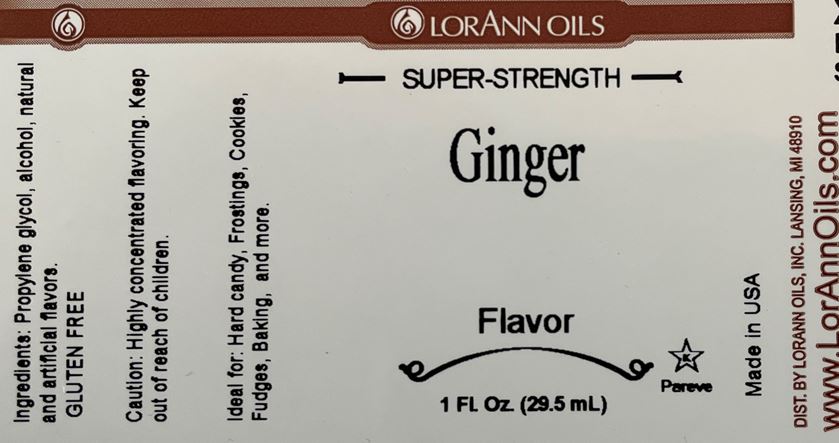 LORANN OILS
SUPER-STRENGTH
Ginger
Flavor
1 FL Oz. (29.5 mL)
K
Pareve
Ingredients: Propylene glycol, alcohol, natural
and artificial flavors.
GLUTEN FREE
Caution: Highly concentrated flavoring. Keep
out of reach of children.
Ideal for: Hard candy, Frostings, Cookies,
Fudges, Baking, and more.
Made in USA
DIST. BY LORANN OILS, INC. LANSING, MI 48910
www.LorAnnOils.com